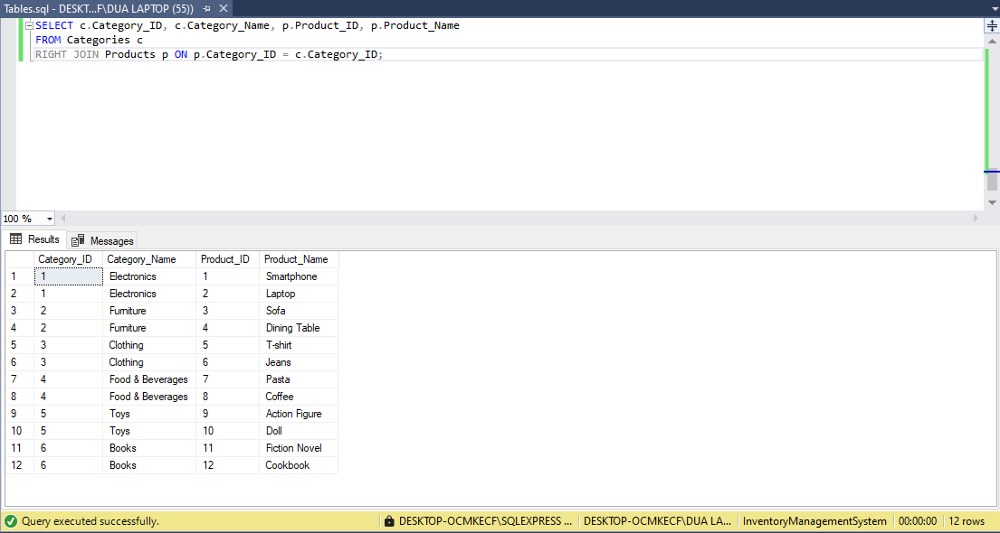 Tables.sql - DESKT...F\DUA LAPTOP (55))
SELECT c.Category_ID, c.Category_Name, p.Product_ID, p.Product_Name
FROM Categories c
RIGHT JOIN Products p ON p.Category_ID = c.Category_ID;
100 %
Results Messages
Category_ID Category_Name Product_ID Product_Name
1 1 Electronics 1 Smartphone
2 1 Electronics 2 Laptop
3 2 Furniture 3 Sofa
4 2 Furniture 4 Dining Table
5 3 Clothing 5 T-shirt
6 3 Clothing 6 Jeans
7 4 Food & Beverages 7 Pasta
8 4 Food & Beverages 8 Coffee
9 5 Toys 9 Action Figure
10 5 Toys 10 Doll
11 6 Books 11 Fiction Novel
12 6 Books 12 Cookbook
Query executed successfully. DESKTOP-OCMKECF\SQLEXPRESS ... DESKTOP-OCMKECF\DUA LA... InventoryManagementSystem 00:00:00 12 rows